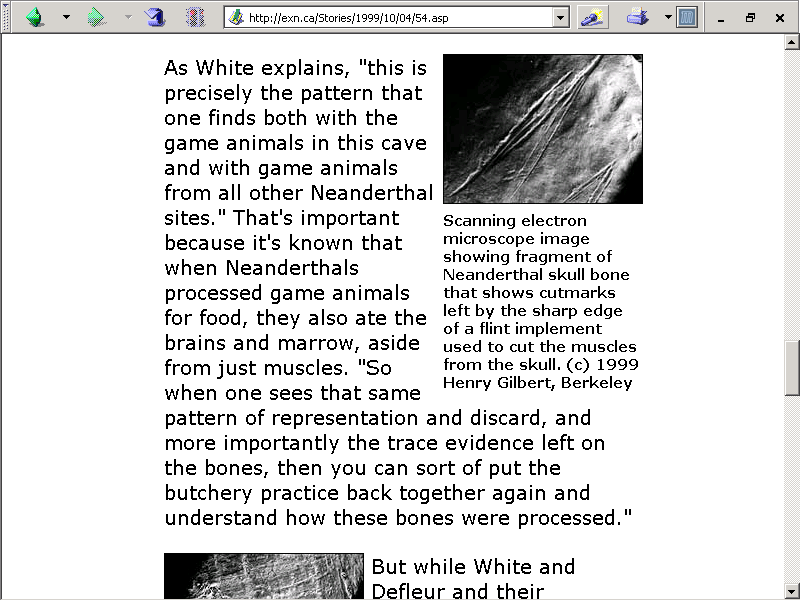 http://exn.ca/Stories/1999/10/04/54.asp
As White explains, "this is
precisely the pattern that
one finds both with the
game animals in this cave
and with game animals
from all other Neanderthal
sites." That's important
because it's known that
when Neanderthals
processed game animals
for food, they also ate the
brains and marrow, aside
from just muscles. "So
when one sees that same
pattern of representation and discard, and
more importantly the trace evidence left on
the bones, then you can sort of put the
butchery practice back together again and
understand how these bones were processed."
Scanning electron
microscope image
showing fragment of
Neanderthal skull bone
that shows cutmarks
left by the sharp edge
of a flint implement
used to cut the muscles
from the skull. (c) 1999
Henry Gilbert, Berkeley
But while White and
Defleur and their